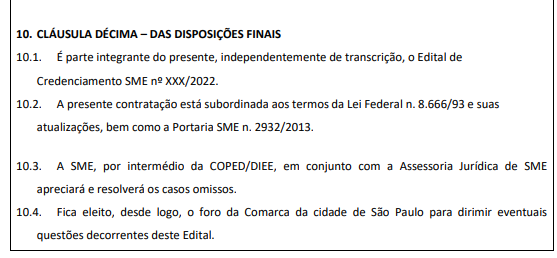 10. CLÁUSULA DÉCIMA – DAS DISPOSIÇÕES FINAIS
10.1. É parte integrante do presente, independentemente de transcrição, o Edital de
Credenciamento SME nº XXX/2022.
10.2. A presente contratação está subordinada aos termos da Lei Federal n. 8.666/93 e suas
atualizações, bem como a Portaria SME n. 2932/2013.
10.3. A SME, por intermédio da COPED/DIEE, em conjunto com a Assessoria Jurídica de SME
apreciará e resolverá os casos omissos.
10.4. Fica eleito, desde logo, o foro da Comarca da cidade de São Paulo para dirimir eventuais
questões decorrentes deste Edital.